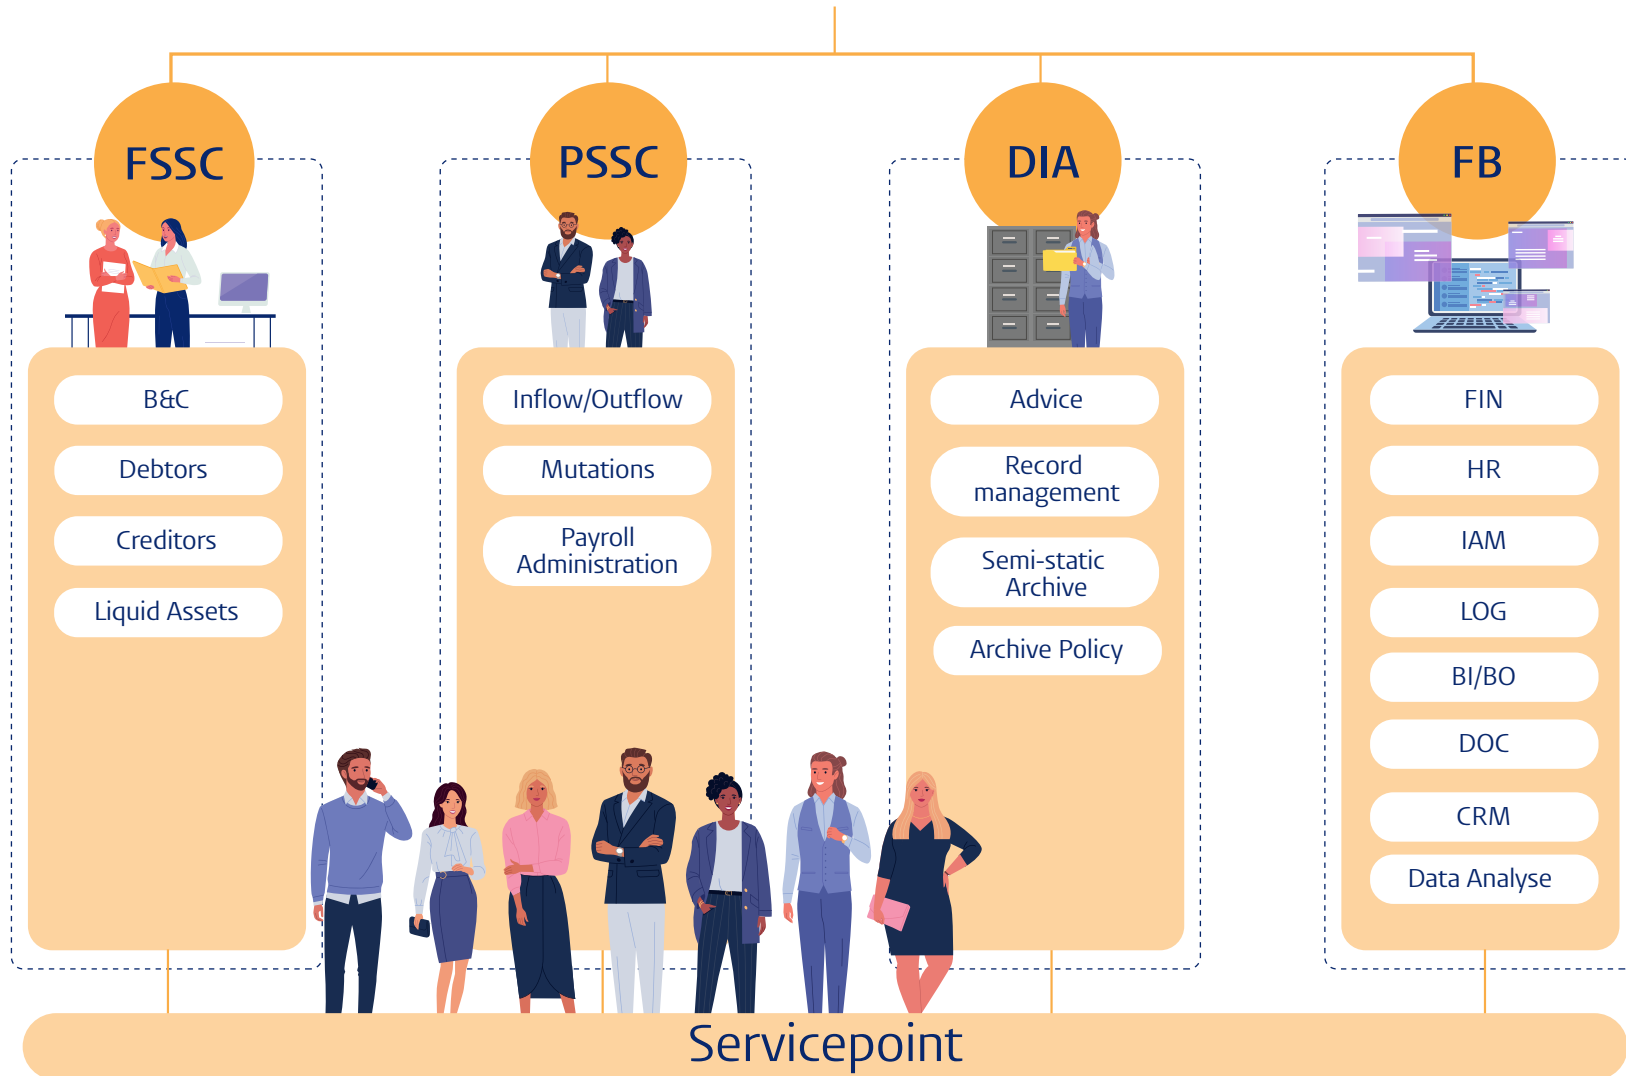 FSSC
B&C
Debtors
Creditors
Liquid Assets
PSSC
Inflow/Outflow
Mutations
Payroll
Administration
DIA
Advice
Record
management
Semi-static
Archive
Archive Policy
FB
FIN
HR
IAM
LOG
BI/BO
DOC
CRM
Data Analyse
Servicepoint